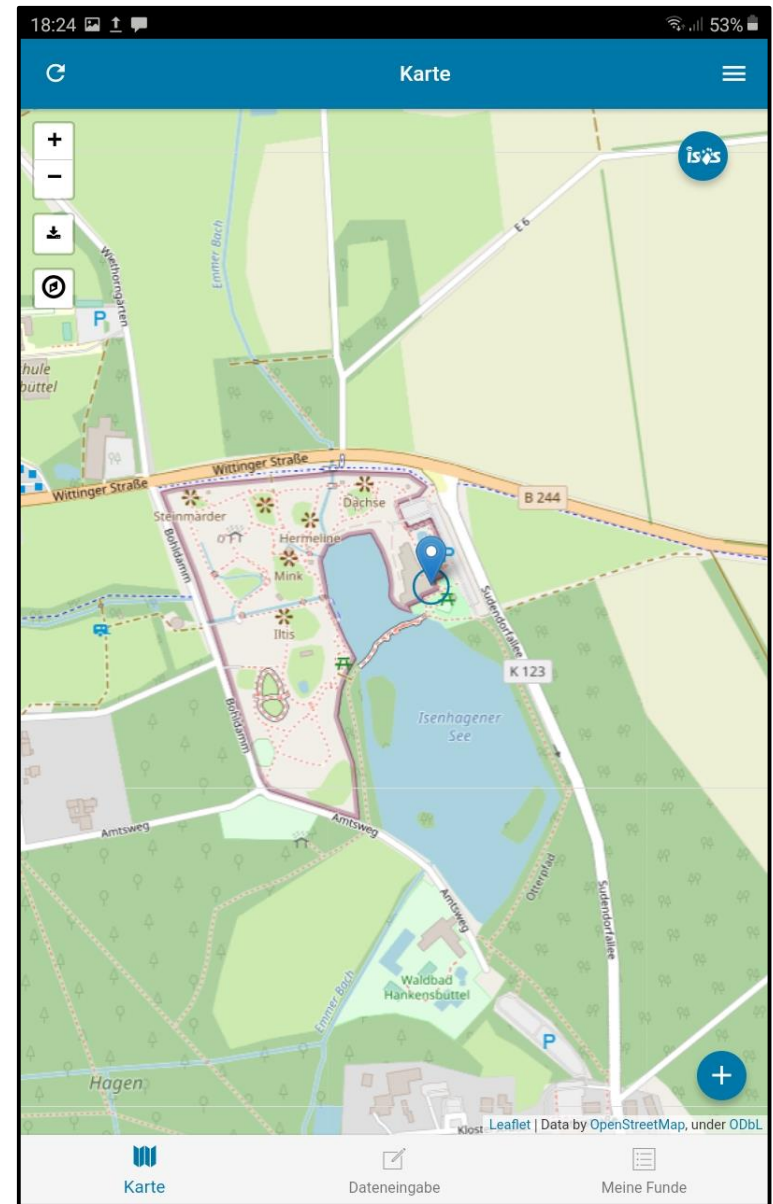 18:24
53%
Karte
+
−
isos
E 6
Wiethorngarten
Emmer Bach
P
hule
büttel
Wittinger Straße
Wittinger Straße
B 244
Steinmarder
Dachse
Hermeline
Mink
Iltis
P
Bohldamm
Sudendorfallee
K 123
Isenhagener
See
Bohldamm
Amtsweg
Amtsweg
Otterpfad
Amtsweg
Sudendorfallee
Waldbad
Hankensbüttel
Emmer Bach
P
Hagen
+
Klost
Leaflet | Data by OpenStreetMap, under ODbL
Karte
Dateneingabe
Meine Funde